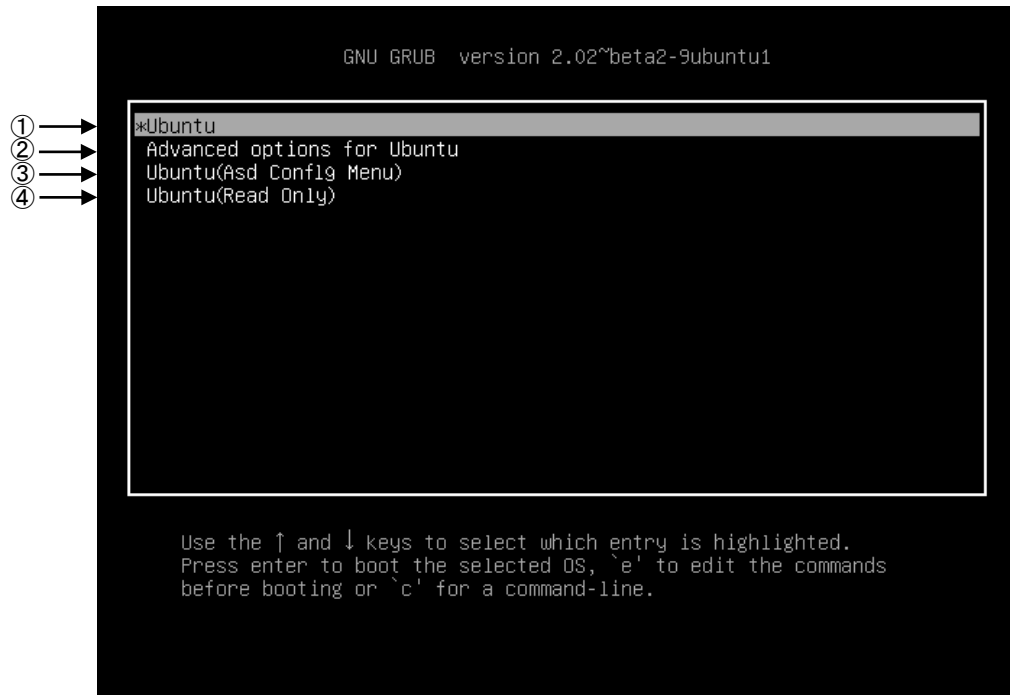 GNU GRUB version 2.02~beta2-9ubuntu1
① *Ubuntu
② Advanced options for Ubuntu
③ Ubuntu(Asd Conflg Menu)
④ Ubuntu(Read Only)
Use the ↑ and ↓ keys to select which entry is highlighted.
Press enter to boot the selected OS, `e' to edit the commands
before booting or `c' for a command-line.